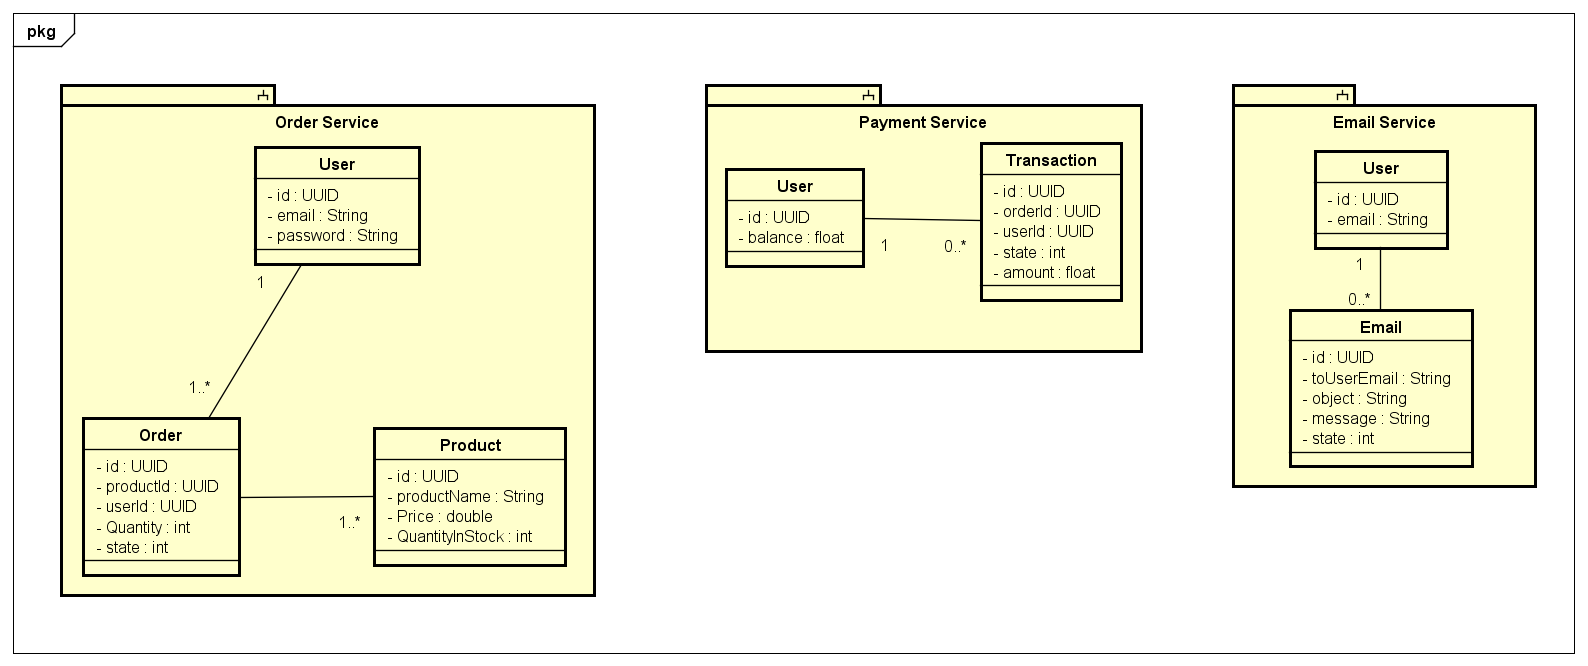 pkg
Order Service
User
- id : UUID
- email : String
- password : String
1
1..*
Order
- id : UUID
- productId : UUID
- userId : UUID
- Quantity : int
- state : int
1..*
Product
- id : UUID
- productName : String
- Price : double
- QuantityInStock : int
Payment Service
User
- id : UUID
- balance : float
1
0..*
Transaction
- id : UUID
- orderId : UUID
- userId : UUID
- state : int
- amount : float
Email Service
User
- id : UUID
- email : String
1
0..*
Email
- id : UUID
- toUserEmail : String
- object : String
- message : String
- state : int